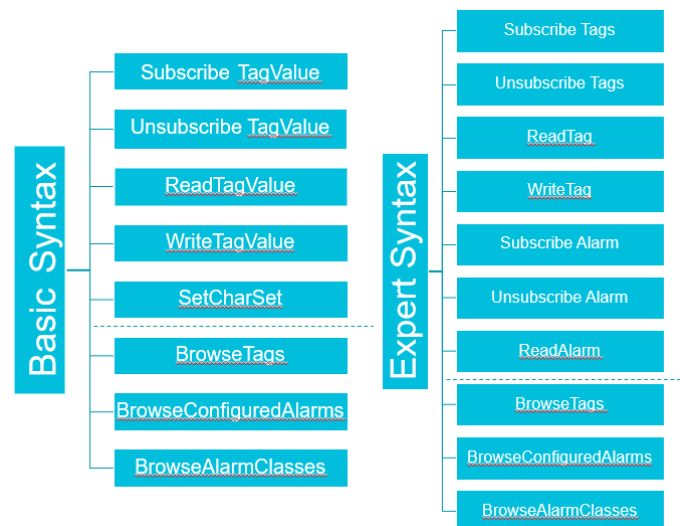 Basic Syntax
Subscribe TagValue
Unsubscribe TagValue
ReadTagValue
WriteTagValue
SetCharSet
BrowseTags
BrowseConfiguredAlarms
BrowseAlarmClasses
Expert Syntax
Subscribe Tags
Unsubscribe Tags
ReadTag
WriteTag
Subscribe Alarm
Unsubscribe Alarm
ReadAlarm
BrowseTags
BrowseConfiguredAlarms
BrowseAlarmClasses